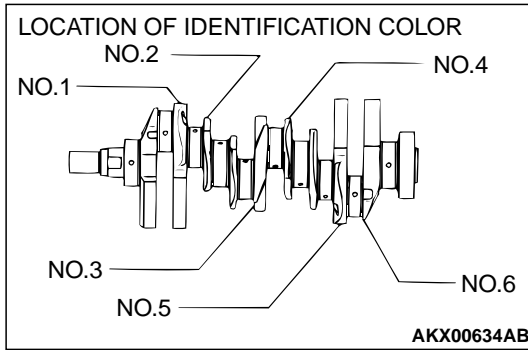 LOCATION OF IDENTIFICATION COLOR
NO.2
NO.4
NO.1
NO.3
NO.6
NO.5
AKX00634AB